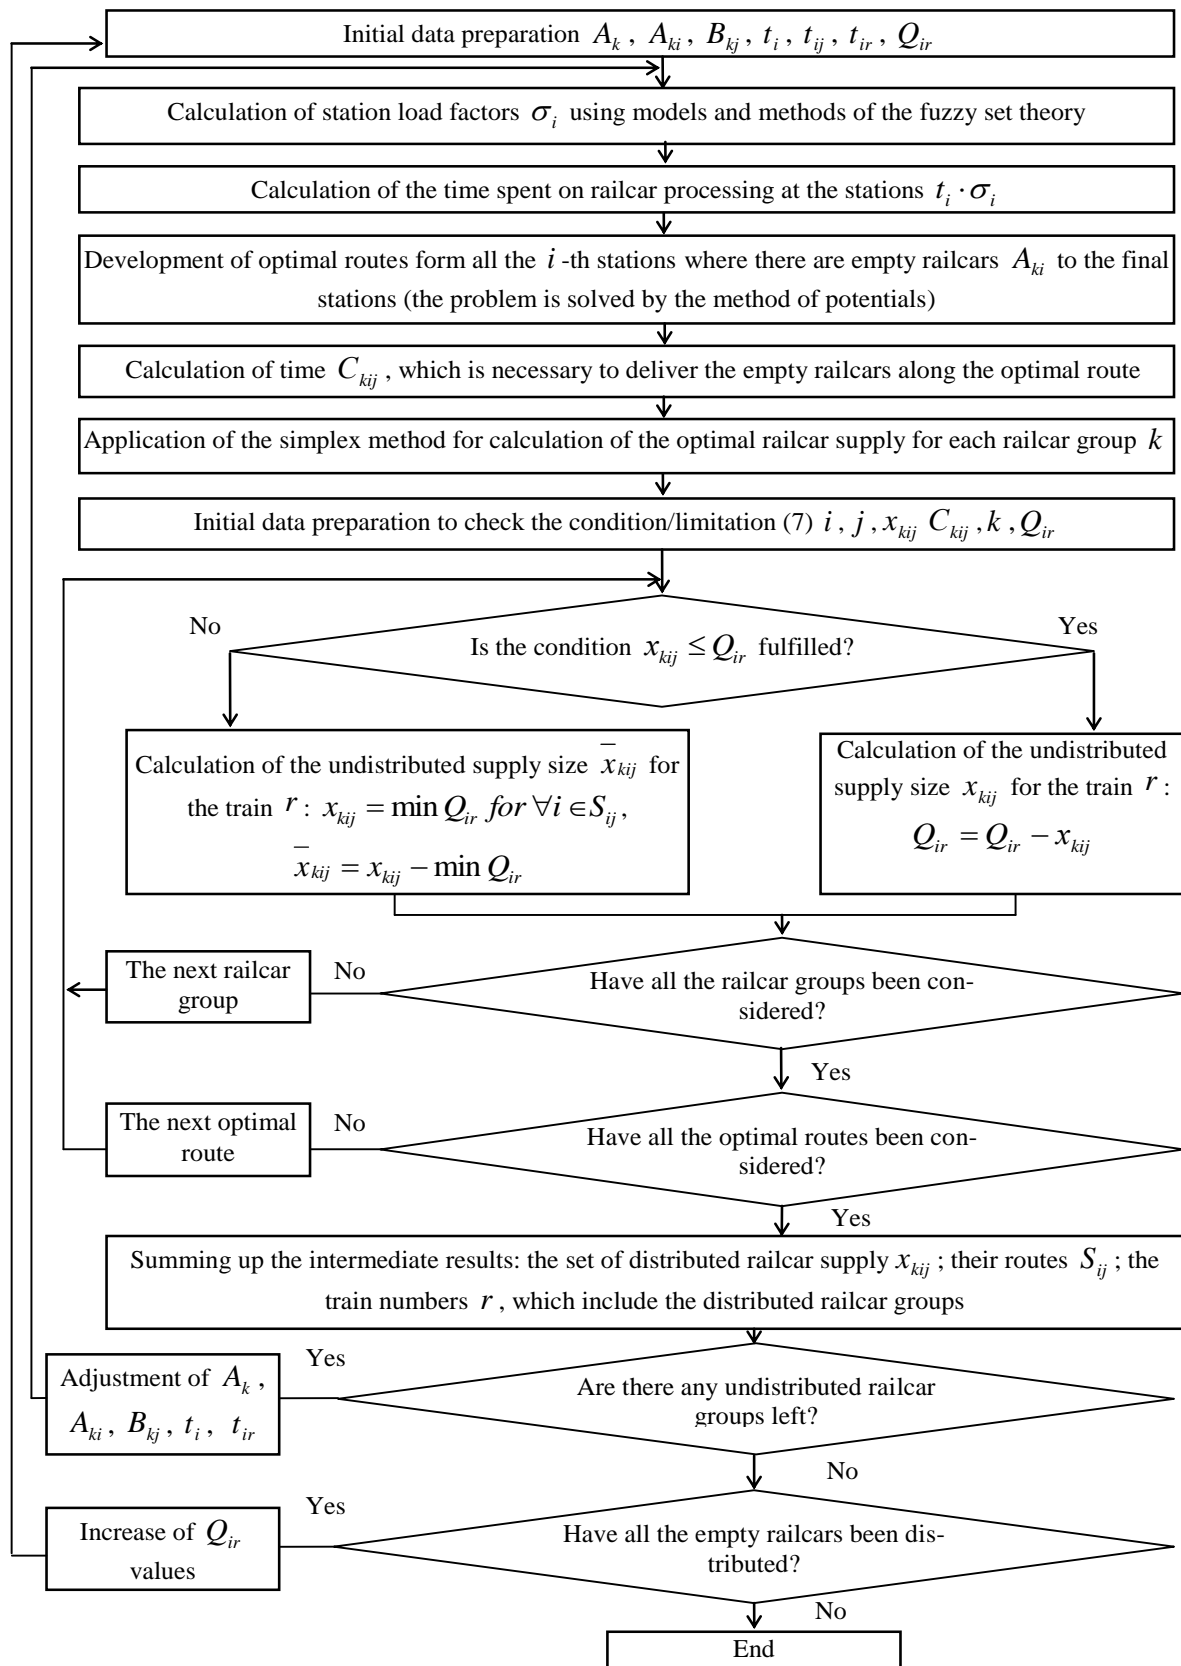 Initial data preparation A_k , A_ki , B_kj , t_i , t_ij , t_ir , Q_ir
Calculation of station load factors σ_i using models and methods of the fuzzy set theory
Calculation of the time spent on railcar processing at the stations t_i · σ_i
Development of optimal routes form all the i -th stations where there are empty railcars A_ki to the final
stations (the problem is solved by the method of potentials)
Calculation of time C_kij , which is necessary to deliver the empty railcars along the optimal route
Application of the simplex method for calculation of the optimal railcar supply for each railcar group k
Initial data preparation to check the condition/limitation (7) i , j , x_kij C_kij , k , Q_ir
No
Yes
Is the condition x_kij ≤ Q_ir fulfilled?
Calculation of the undistributed supply size x̄_kij for
the train r : x_kij = min Q_ir for ∀i ∈ S_ij ,
x̄_kij = x_kij − min Q_ir
Calculation of the undistributed
supply size x_kij for the train r :
Q_ir = Q_ir − x_kij
The next railcar
group
No
Have all the railcar groups been con-
sidered?
Yes
The next optimal
route
No
Have all the optimal routes been con-
sidered?
Yes
Summing up the intermediate results: the set of distributed railcar supply x_kij ; their routes S_ij ; the
train numbers r , which include the distributed railcar groups
Adjustment of A_k ,
A_ki , B_kj , t_i , t_ir
Yes
Are there any undistributed railcar
groups left?
No
Increase of Q_ir
values
Yes
Have all the empty railcars been dis-
tributed?
No
End